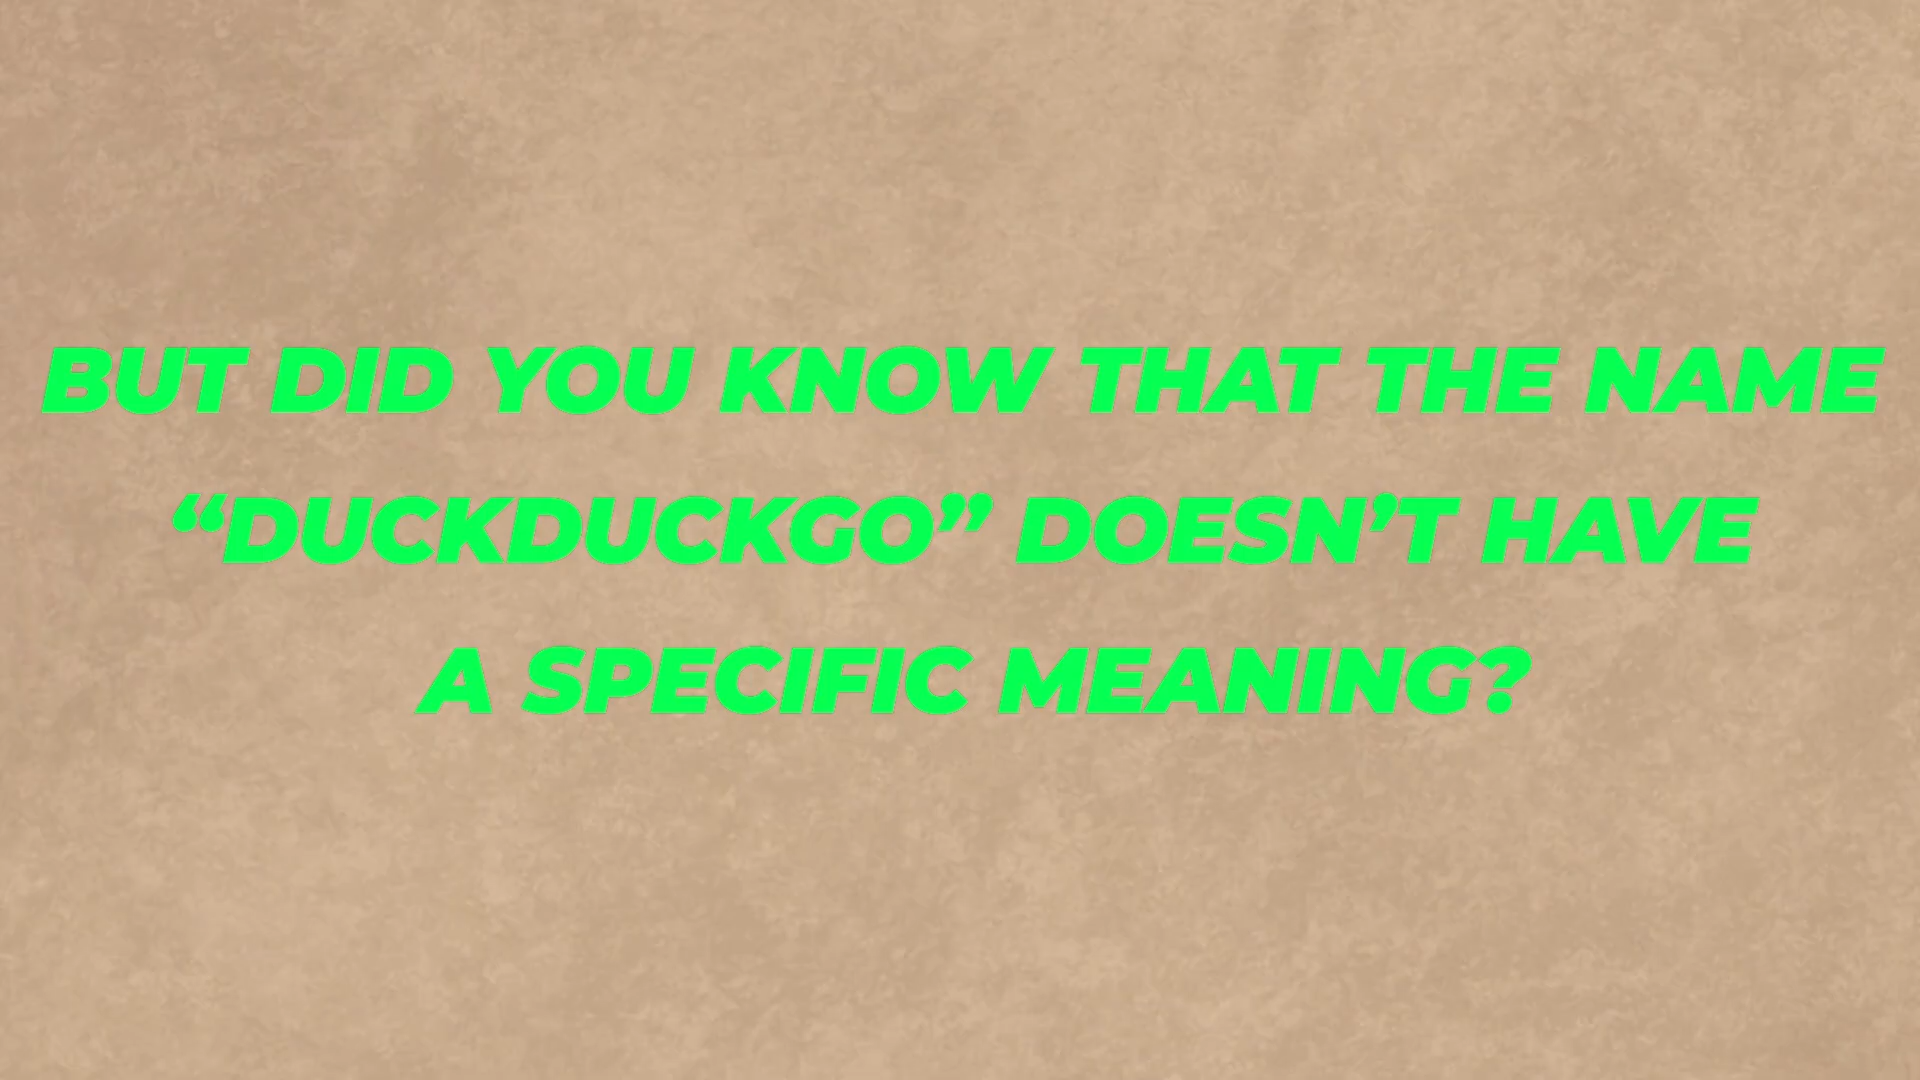 BUT DID YOU KNOW THAT THE NAME
“DUCKDUCKGO” DOESN’T HAVE
A SPECIFIC MEANING?